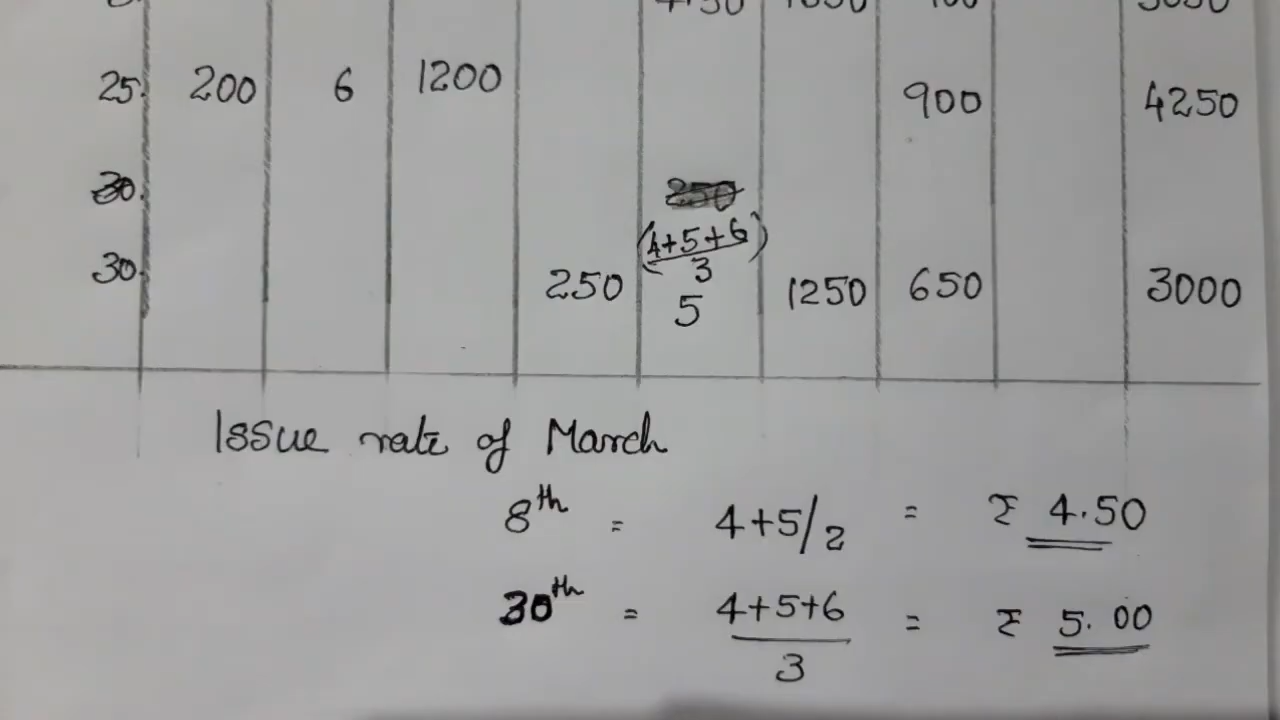 25. 200 6 1200 900 4250
30.
(4+5+6)
30. 250 3 1250 650 3000
5
Issue rate of March
8th = 4+5/2 = ₹ 4.50
30th = 4+5+6 = ₹ 5.00
3